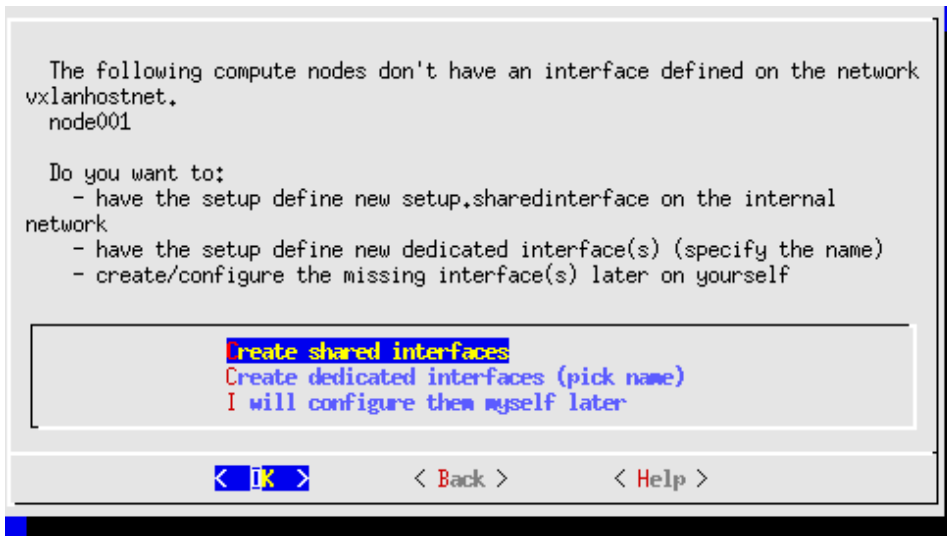 The following compute nodes don't have an interface defined on the network
vxlanhostnet.
node001
Do you want to:
- have the setup define new setup.sharedinterface on the internal
network
- have the setup define new dedicated interface(s) (specify the name)
- create/configure the missing interface(s) later on yourself
Create shared interfaces
Create dedicated interfaces (pick name)
I will configure them myself later
< OK > < Back > < Help >